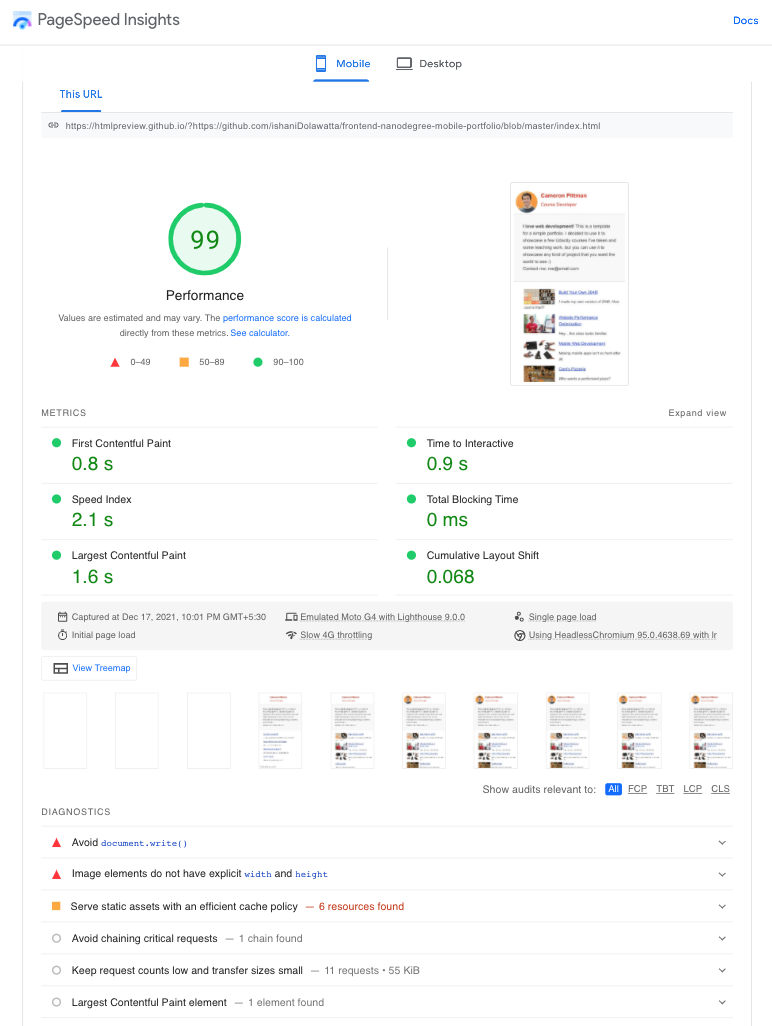 PageSpeed Insights
Docs
Mobile
Desktop
This URL
https://htmlpreview.github.io/?https://github.com/ishaniDolawatta/frontend-nanodegree-mobile-portfolio/blob/master/index.html
99
Performance
Values are estimated and may vary. The performance score is calculated
directly from these metrics. See calculator.
0–49
50–89
90–100
Cameron Pittman
Course Developer
I love web development! This is a template
for a simple portfolio. I decided to use it to
showcase a few Udacity courses I've taken and
some teaching work, but you can use it to
showcase any kind of project that you want the
world to see :)
Build Your Own 2048!
Website Performance
Optimization
Mobile Web Development
METRICS
Expand view
First Contentful Paint
0.8 s
Time to Interactive
0.9 s
Speed Index
2.1 s
Total Blocking Time
0 ms
Largest Contentful Paint
1.6 s
Cumulative Layout Shift
0.068
Captured at Dec 17, 2021, 10:01 PM GMT+5:30
Emulated Moto G4 with Lighthouse 9.0.0
Single page load
Initial page load
Slow 4G throttling
Using HeadlessChromium 95.0.4638.69 with lr
View Treemap
Show audits relevant to: All FCP TBT LCP CLS
DIAGNOSTICS
Avoid document.write()
Image elements do not have explicit width and height
Serve static assets with an efficient cache policy — 6 resources found
Avoid chaining critical requests — 1 chain found
Keep request counts low and transfer sizes small — 11 requests • 55 KiB
Largest Contentful Paint element — 1 element found